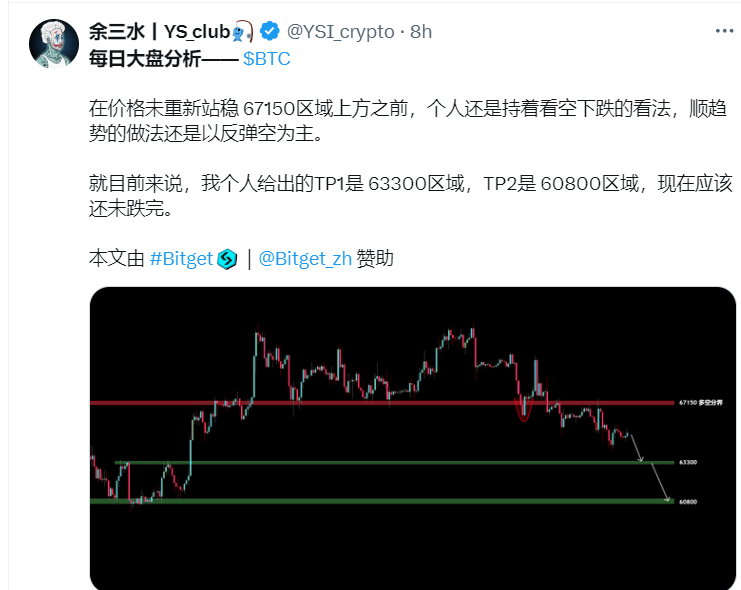 余三水丨YS_club @YSI_crypto · 8h
每日大盘分析—— $BTC
在价格未重新站稳 67150区域上方之前，个人还是持着看空下跌的看法，顺趋
势的做法还是以反弹空为主。
就目前来说，我个人给出的TP1是 63300区域，TP2是 60800区域，现在应该
还未跌完。
本文由 #Bitget | @Bitget_zh 赞助
67150 多空分界
63300
60800